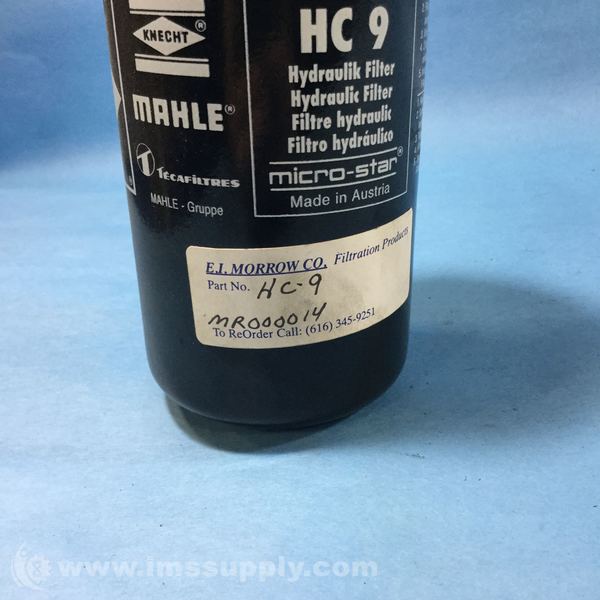 KNECHT®
MAHLE®
TECAFILTRES
MAHLE - Gruppe
HC 9
Hydraulik Filter
Hydraulic Filter
Filtre hydraulic
Filtro hydráulico
micro-star®
Made in Austria
E.I. MORROW CO. Filtration Products
Part No. HC-9
MR000014
To ReOrder Call: (616) 345-9251
www.imssupply.com